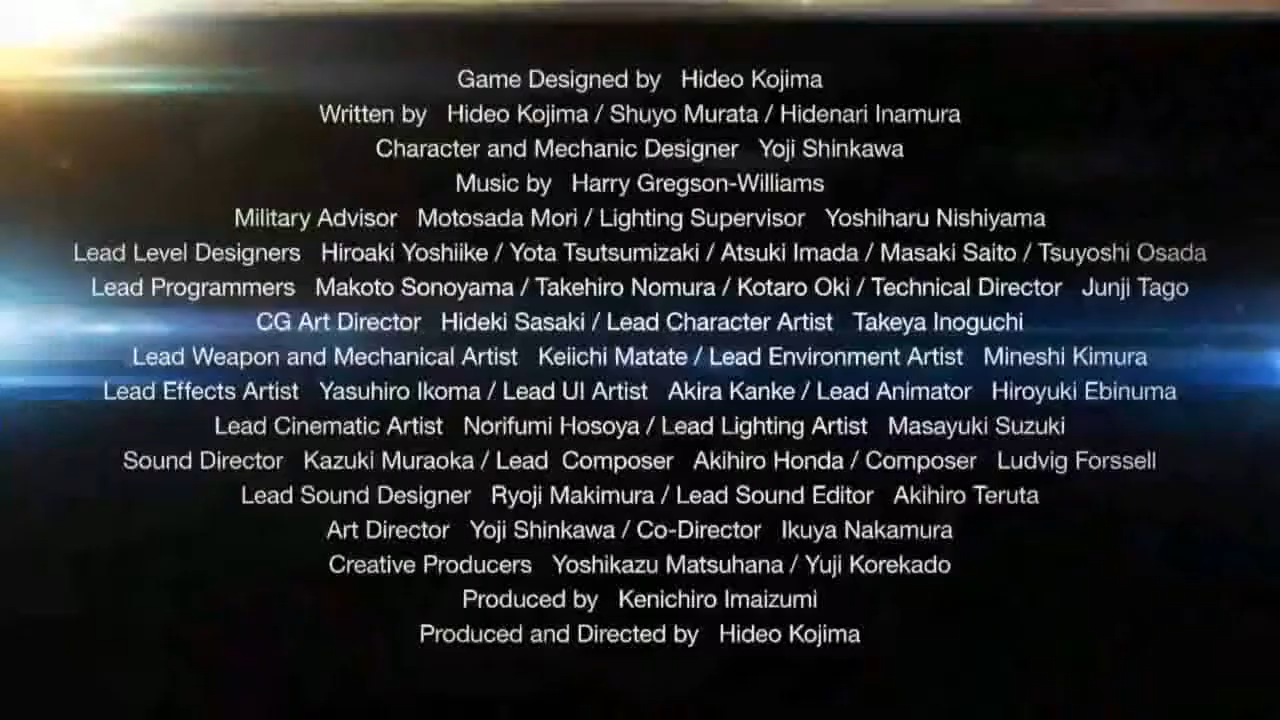 Game Designed by Hideo Kojima
Written by Hideo Kojima / Shuyo Murata / Hidenari Inamura
Character and Mechanic Designer Yoji Shinkawa
Music by Harry Gregson-Williams
Military Advisor Motosada Mori / Lighting Supervisor Yoshiharu Nishiyama
Lead Level Designers Hiroaki Yoshiike / Yota Tsutsumizaki / Atsuki Imada / Masaki Saito / Tsuyoshi Osada
Lead Programmers Makoto Sonoyama / Takehiro Nomura / Kotaro Oki / Technical Director Junji Tago
CG Art Director Hideki Sasaki / Lead Character Artist Takeya Inoguchi
Lead Weapon and Mechanical Artist Keiichi Matate / Lead Environment Artist Mineshi Kimura
Lead Effects Artist Yasuhiro Ikoma / Lead UI Artist Akira Kanke / Lead Animator Hiroyuki Ebinuma
Lead Cinematic Artist Norifumi Hosoya / Lead Lighting Artist Masayuki Suzuki
Sound Director Kazuki Muraoka / Lead Composer Akihiro Honda / Composer Ludvig Forssell
Lead Sound Designer Ryoji Makimura / Lead Sound Editor Akihiro Teruta
Art Director Yoji Shinkawa / Co-Director Ikuya Nakamura
Creative Producers Yoshikazu Matsuhana / Yuji Korekado
Produced by Kenichiro Imaizumi
Produced and Directed by Hideo Kojima